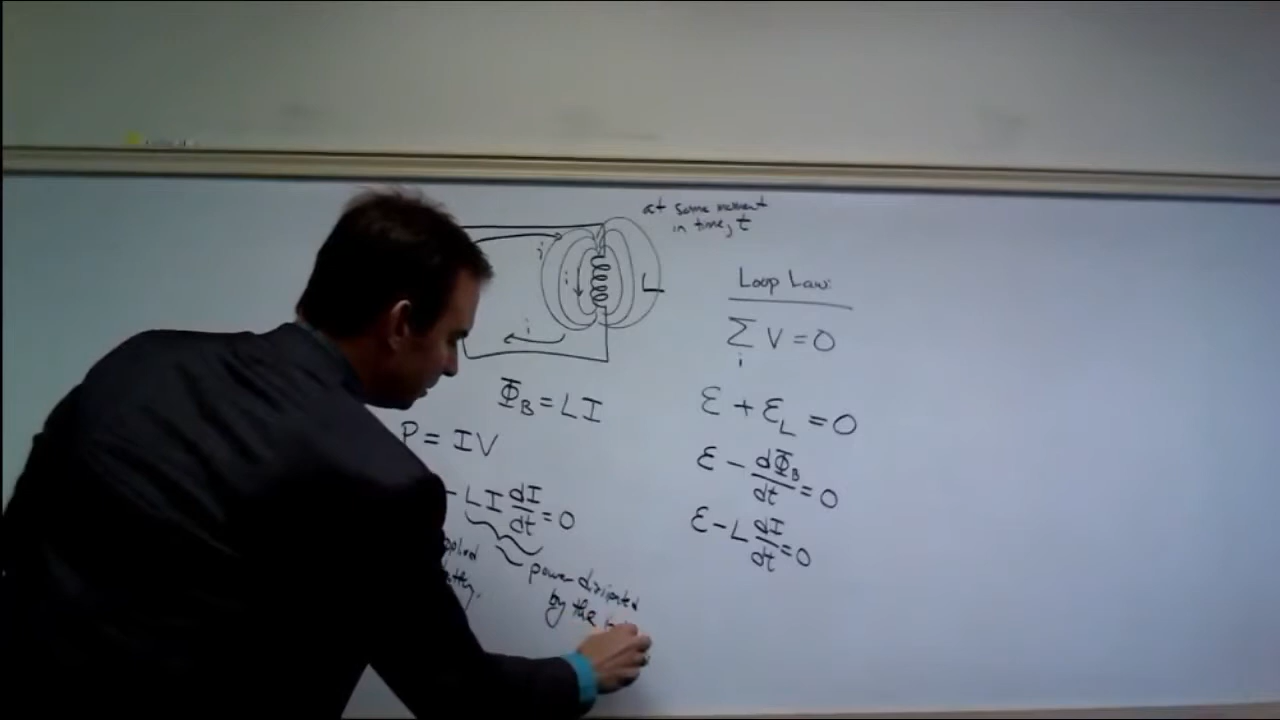 at some moment
in time, t
i
i
L
i
Loop Law:
∑ V = 0
i
Φ_B = LI
ℰ + ℰ_L = 0
P = IV
ℰ - dΦ_B/dt = 0
- LI dI/dt = 0
ℰ - L dI/dt = 0
power dissipated
by the